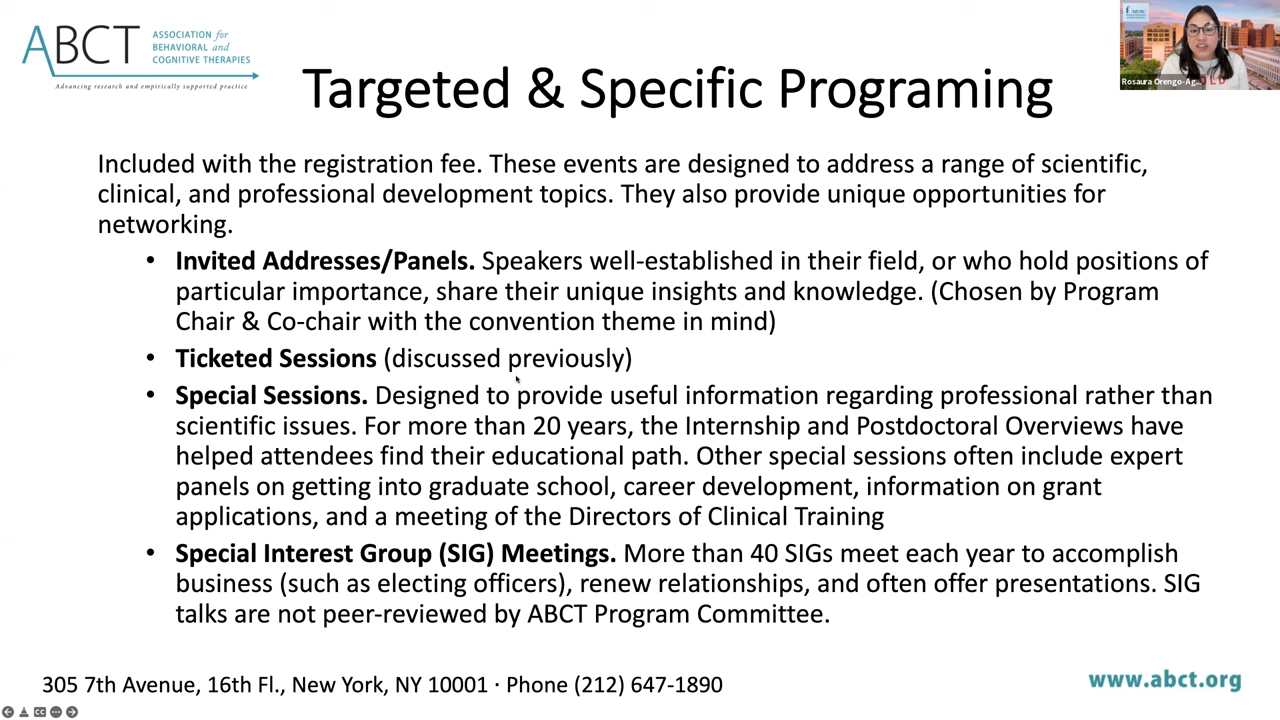 ABCT
ASSOCIATION for
BEHAVIORAL and
COGNITIVE THERAPIES
Advancing research and empirically supported practice
Targeted & Specific Programing
Rosaura Orengo-Ag...
Included with the registration fee. These events are designed to address a range of scientific,
clinical, and professional development topics. They also provide unique opportunities for
networking.
• Invited Addresses/Panels. Speakers well-established in their field, or who hold positions of
particular importance, share their unique insights and knowledge. (Chosen by Program
Chair & Co-chair with the convention theme in mind)
• Ticketed Sessions (discussed previously)
• Special Sessions. Designed to provide useful information regarding professional rather than
scientific issues. For more than 20 years, the Internship and Postdoctoral Overviews have
helped attendees find their educational path. Other special sessions often include expert
panels on getting into graduate school, career development, information on grant
applications, and a meeting of the Directors of Clinical Training
• Special Interest Group (SIG) Meetings. More than 40 SIGs meet each year to accomplish
business (such as electing officers), renew relationships, and often offer presentations. SIG
talks are not peer-reviewed by ABCT Program Committee.
305 7th Avenue, 16th Fl., New York, NY 10001 · Phone (212) 647-1890
www.abct.org